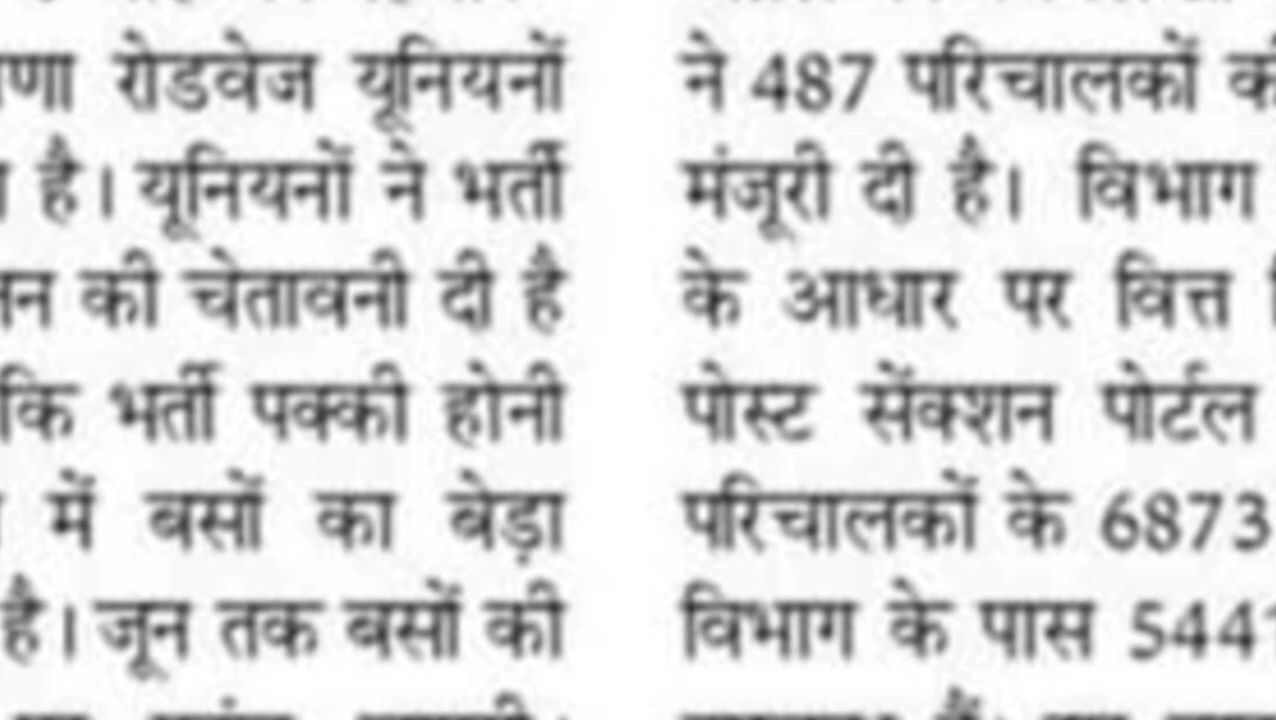 रोडवेज यूनियनों
है। यूनियनों ने भर्ती
की चेतावनी दी है
कि भर्ती पक्की होनी
में बसों का बेड़ा
है। जून तक बसों की
ने 487 परिचालकों
मंजूरी दी है। विभाग
के आधार पर वित्त
पोस्ट सेंक्शन पोर्टल
परिचालकों के 6873
विभाग के पास 544